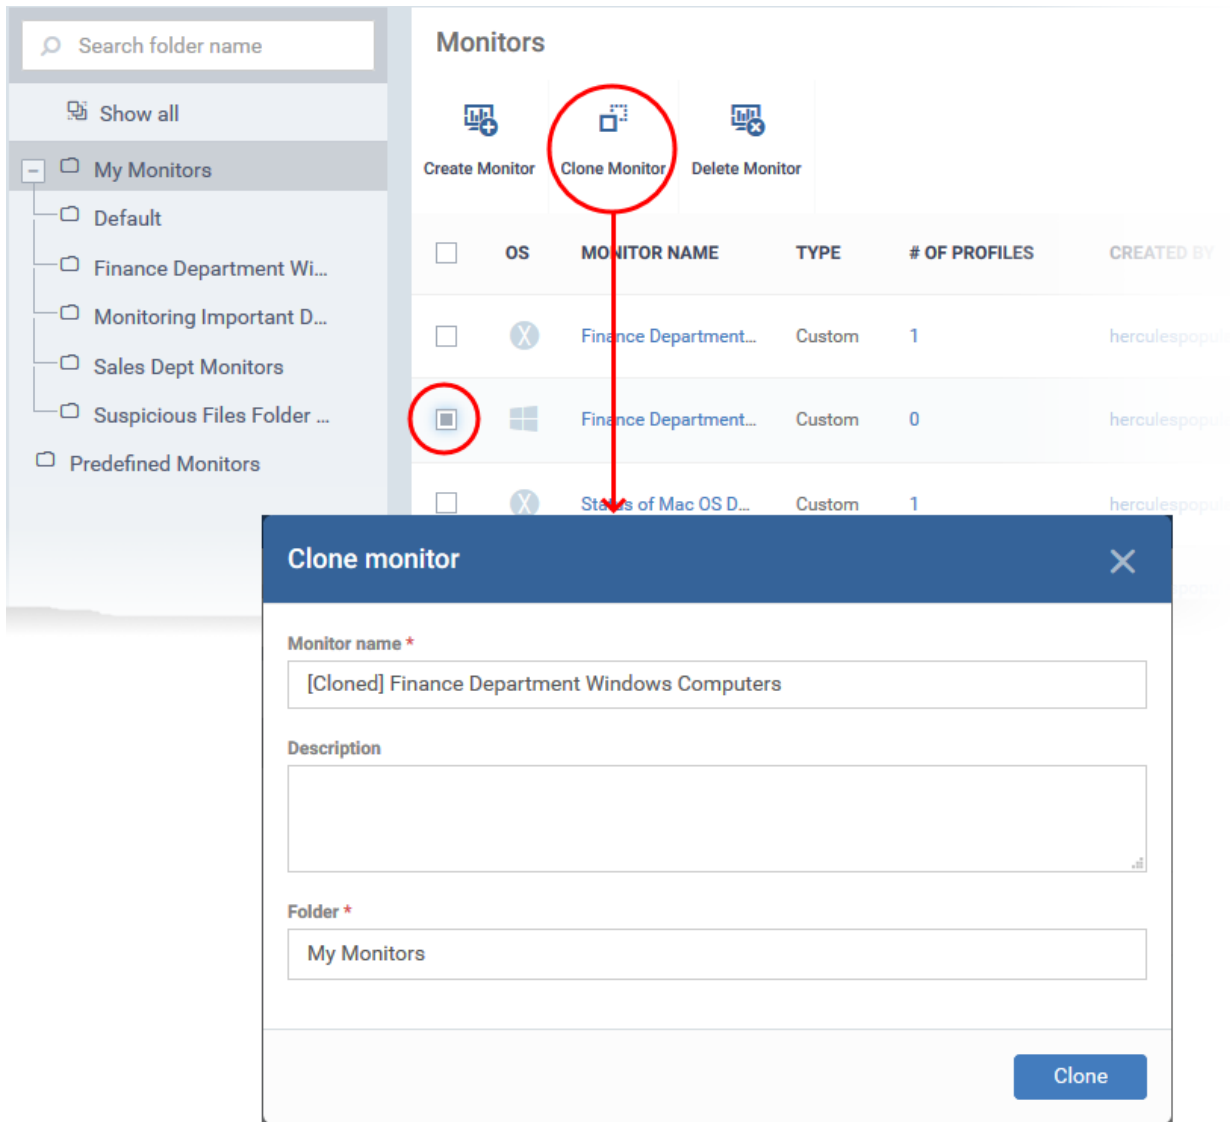 Search folder name
Show all
My Monitors
Default
Finance Department Wi...
Monitoring Important D...
Sales Dept Monitors
Suspicious Files Folder ...
Predefined Monitors
Monitors
Create Monitor
Clone Monitor
Delete Monitor
OS MONITOR NAME TYPE # OF PROFILES CREATED BY
Finance Department... Custom 1
Finance Department... Custom 0
Status of Mac OS D... Custom 1
Clone monitor
Monitor name *
[Cloned] Finance Department Windows Computers
Description
Folder *
My Monitors
Clone